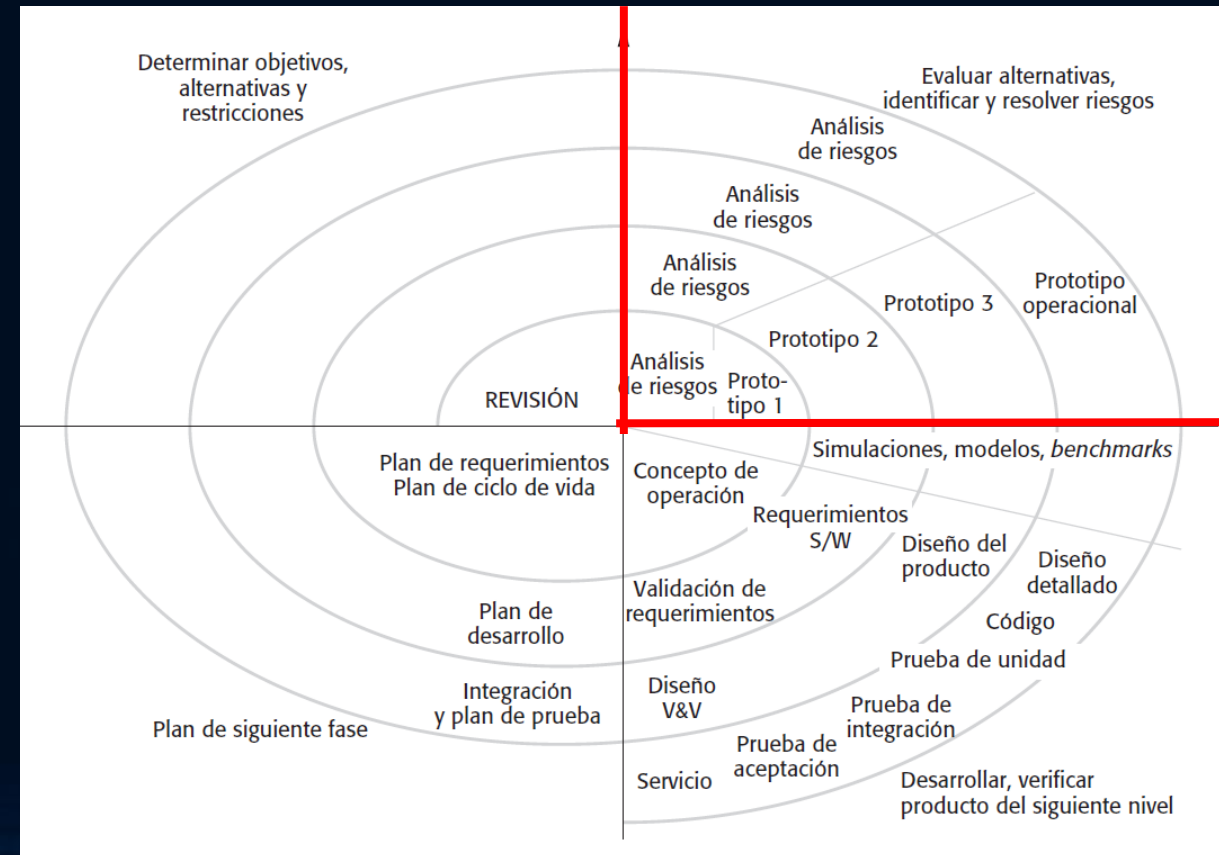 Determinar objetivos,
alternativas y
restricciones
Evaluar alternativas,
identificar y resolver riesgos
Análisis
de riesgos
Análisis
de riesgos
Análisis
de riesgos
Análisis
de riesgos
Prototipo
operacional
Prototipo 3
Prototipo 2
Proto-
tipo 1
REVISIÓN
Simulaciones, modelos, benchmarks
Plan de requerimientos
Plan de ciclo de vida
Concepto de
operación
Requerimientos
S/W
Diseño del
producto
Diseño
detallado
Validación de
requerimientos
Plan de
desarrollo
Código
Prueba de unidad
Integración
y plan de prueba
Diseño
V&V
Prueba de
integración
Plan de siguiente fase
Prueba de
aceptación
Servicio
Desarrollar, verificar
producto del siguiente nivel